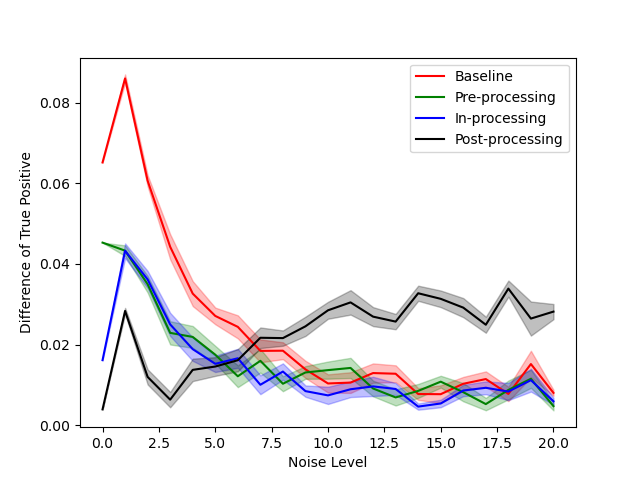 Baseline
Pre-processing
In-processing
Post-processing
Difference of True Positive
0.08
0.06
0.04
0.02
0.00
0.0 2.5 5.0 7.5 10.0 12.5 15.0 17.5 20.0
Noise Level